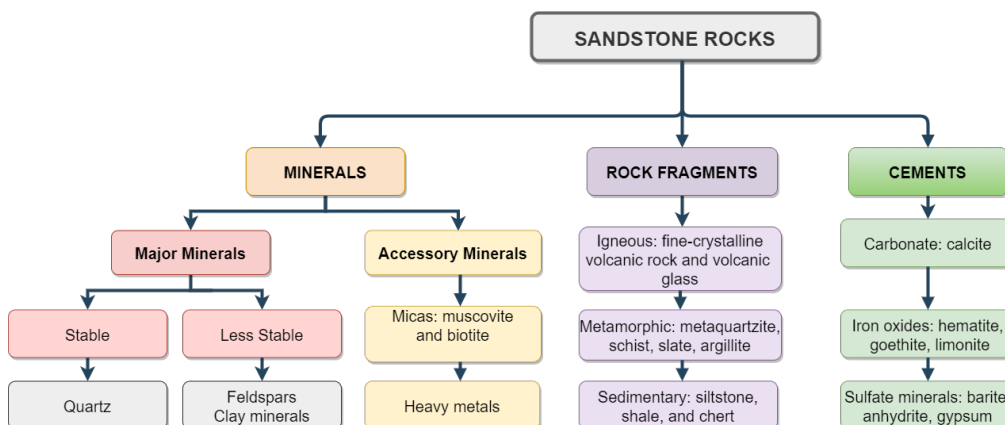 SANDSTONE ROCKS
MINERALS
ROCK FRAGMENTS
CEMENTS
Major Minerals
Accessory Minerals
Igneous: fine-crystalline
volcanic rock and volcanic
glass
Carbonate: calcite
Stable
Less Stable
Micas: muscovite
and biotite
Metamorphic: metaquartzite,
schist, slate, argillite
Iron oxides: hematite,
goethite, limonite
Quartz
Feldspars
Clay minerals
Heavy metals
Sedimentary: siltstone,
shale, and chert
Sulfate minerals: barite
anhydrite, gypsum